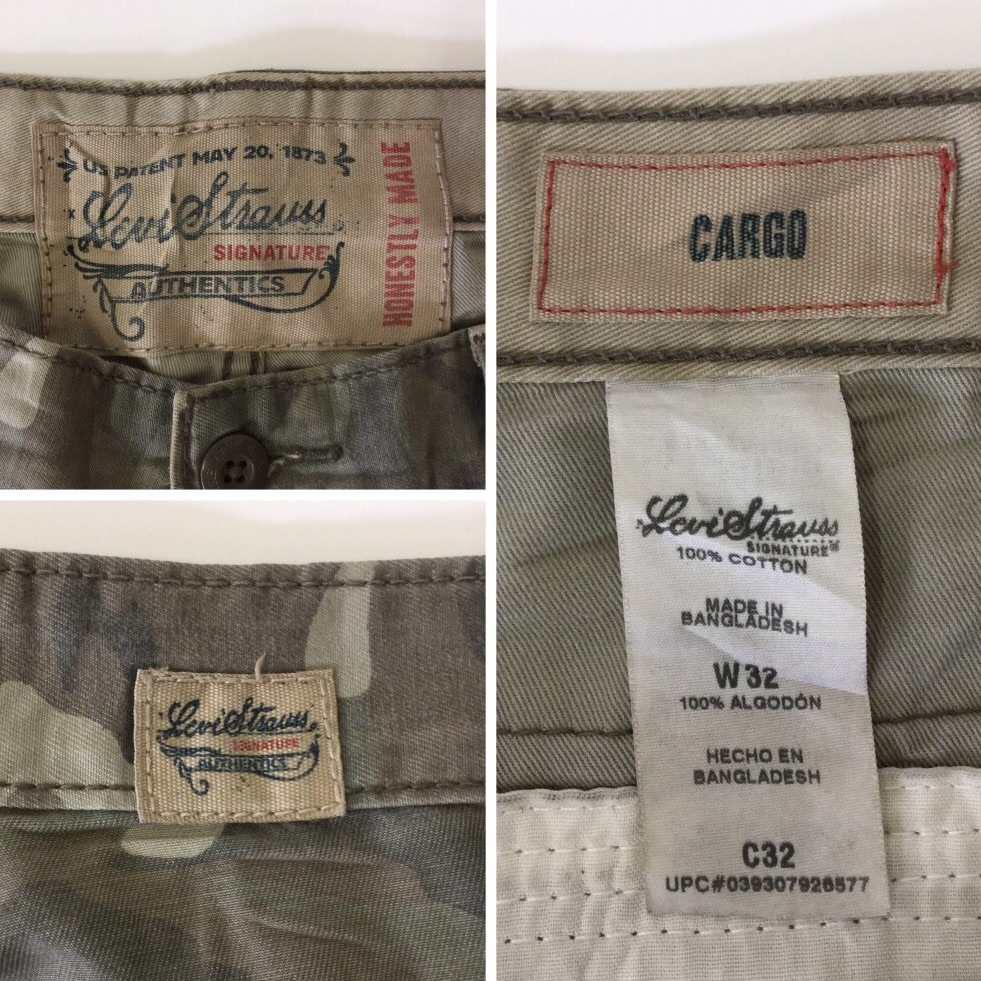 US PATENT MAY 20, 1873
Levi Strauss
SIGNATURE
AUTHENTICS
HONESTLY MADE
CARGO
Levi Strauss
SIGNATURE®
100% COTTON
MADE IN
BANGLADESH
W 32
100% ALGODÓN
HECHO EN
BANGLADESH
C32
UPC#039307926577
Levi Strauss
SIGNATURE
AUTHENTICS